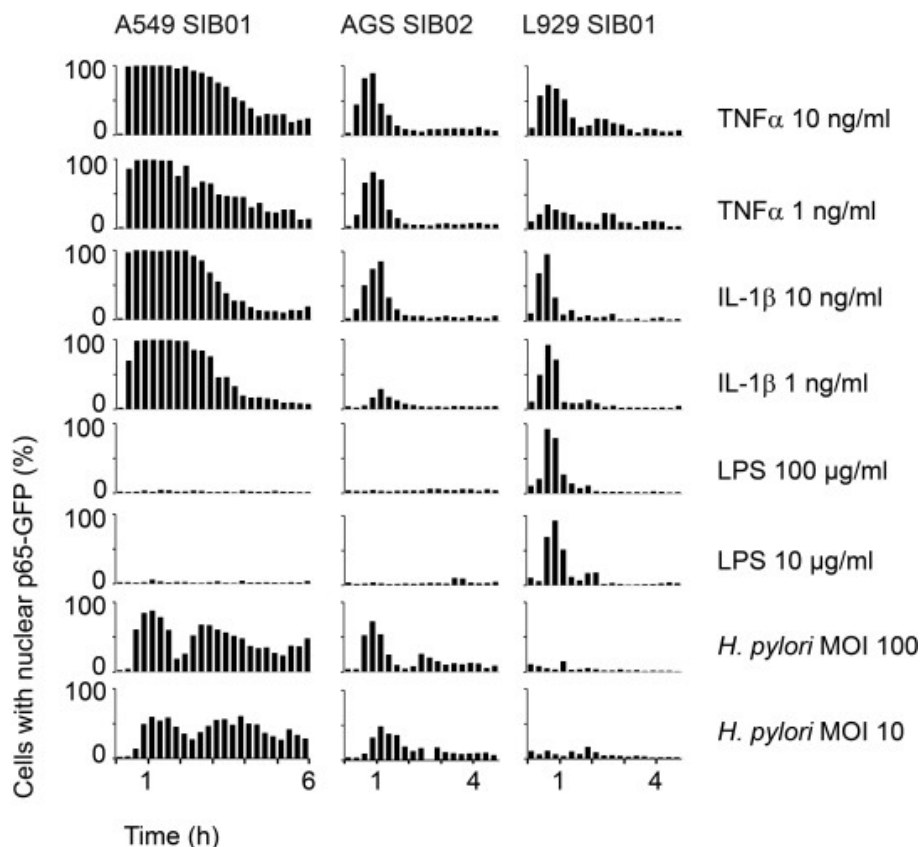 A549 SIB01 AGS SIB02 L929 SIB01
100
0
TNFα 10 ng/ml
100
0
TNFα 1 ng/ml
100
0
IL-1β 10 ng/ml
100
0
IL-1β 1 ng/ml
100
0
LPS 100 µg/ml
100
0
LPS 10 µg/ml
100
0
H. pylori MOI 100
100
0
H. pylori MOI 10
1 6 1 4 1 4
Time (h)
Cells with nuclear p65-GFP (%)